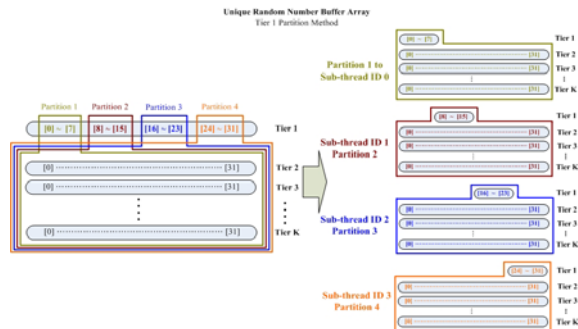 Unique Random Number Buffer Array
Tier 1 Partition Method
Partition 1
Partition 2
Partition 3
Partition 4
[0] ~ [7]
[8] ~ [15]
[16] ~ [23]
[24] ~ [31]
Tier 1
[0] [31]
Tier 2
[0] [31]
Tier 3
[0] [31]
Tier K
Partition 1 to
Sub-thread ID 0
[0] ~ [7]
Tier 1
[0] [31]
Tier 2
[0] [31]
Tier 3
[0] [31]
Tier K
Sub-thread ID 1
Partition 2
[8] ~ [15]
Tier 1
[0] [31]
Tier 2
[0] [31]
Tier 3
[0] [31]
Tier K
Sub-thread ID 2
Partition 3
[16] ~ [23]
Tier 1
[0] [31]
Tier 2
[0] [31]
Tier 3
[0] [31]
Tier K
Sub-thread ID 3
Partition 4
[24] ~ [31]
Tier 1
[0] [31]
Tier 2
[0] [31]
Tier 3
[0] [31]
Tier K